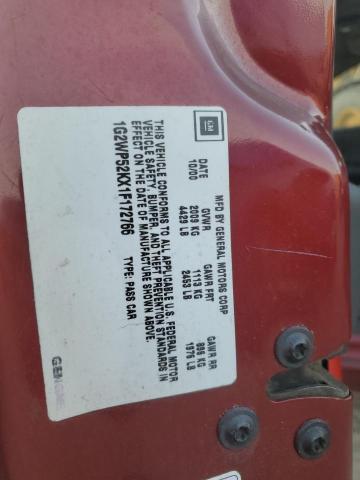 GM
MFD BY GENERAL MOTORS CORP
DATE GVWR GAWR FRT GAWR RR
10/00 2009 KG 1113 KG 896 KG
4429 LB 2453 LB 1976 LB
THIS VEHICLE CONFORMS TO ALL APPLICABLE U.S. FEDERAL MOTOR
VEHICLE SAFETY, BUMPER, AND THEFT PREVENTION STANDARDS IN
EFFECT ON THE DATE OF MANUFACTURE SHOWN ABOVE.
1G2WP52KX1F172766 TYPE: PASS CAR